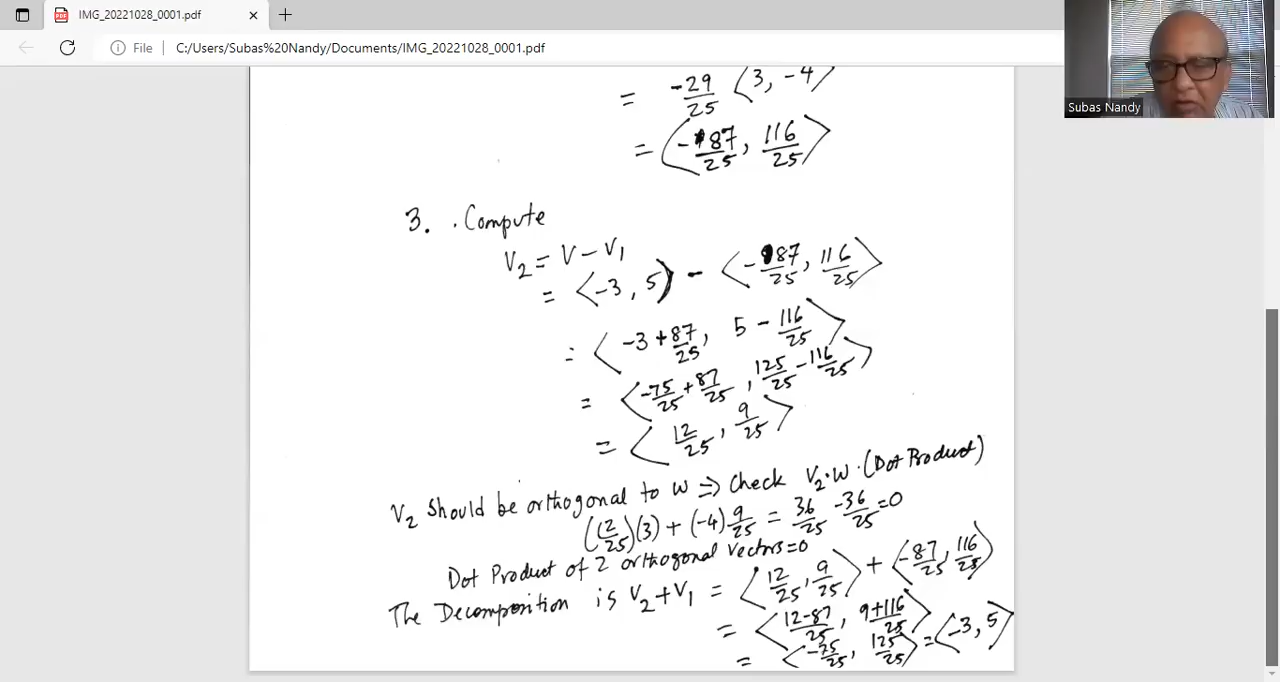 IMG_20221028_0001.pdf
File C:/Users/Subas%20Nandy/Documents/IMG_20221028_0001.pdf
Subas Nandy
= -29/25 <3, -4>
= <-87/25, 116/25>
3. . Compute
V₂ = V - V₁
= <-3, 5> - <-87/25, 116/25>
= <-3 + 87/25, 5 - 116/25>
= <-75/25 + 87/25, 125/25 - 116/25>
= <12/25, 9/25>
V₂ Should be orthogonal to W => Check V₂·W · (Dot Product)
(12/25)(3) + (-4) 9/25 = 36/25 - 36/25 = 0
Dot Product of 2 orthogonal Vectors = 0
The Decomposition is V₂ + V₁ = <12/25, 9/25> + <-87/25, 116/25>
= <12-87/25, 9+116/25>
= <-75/25, 125/25> = <-3, 5>